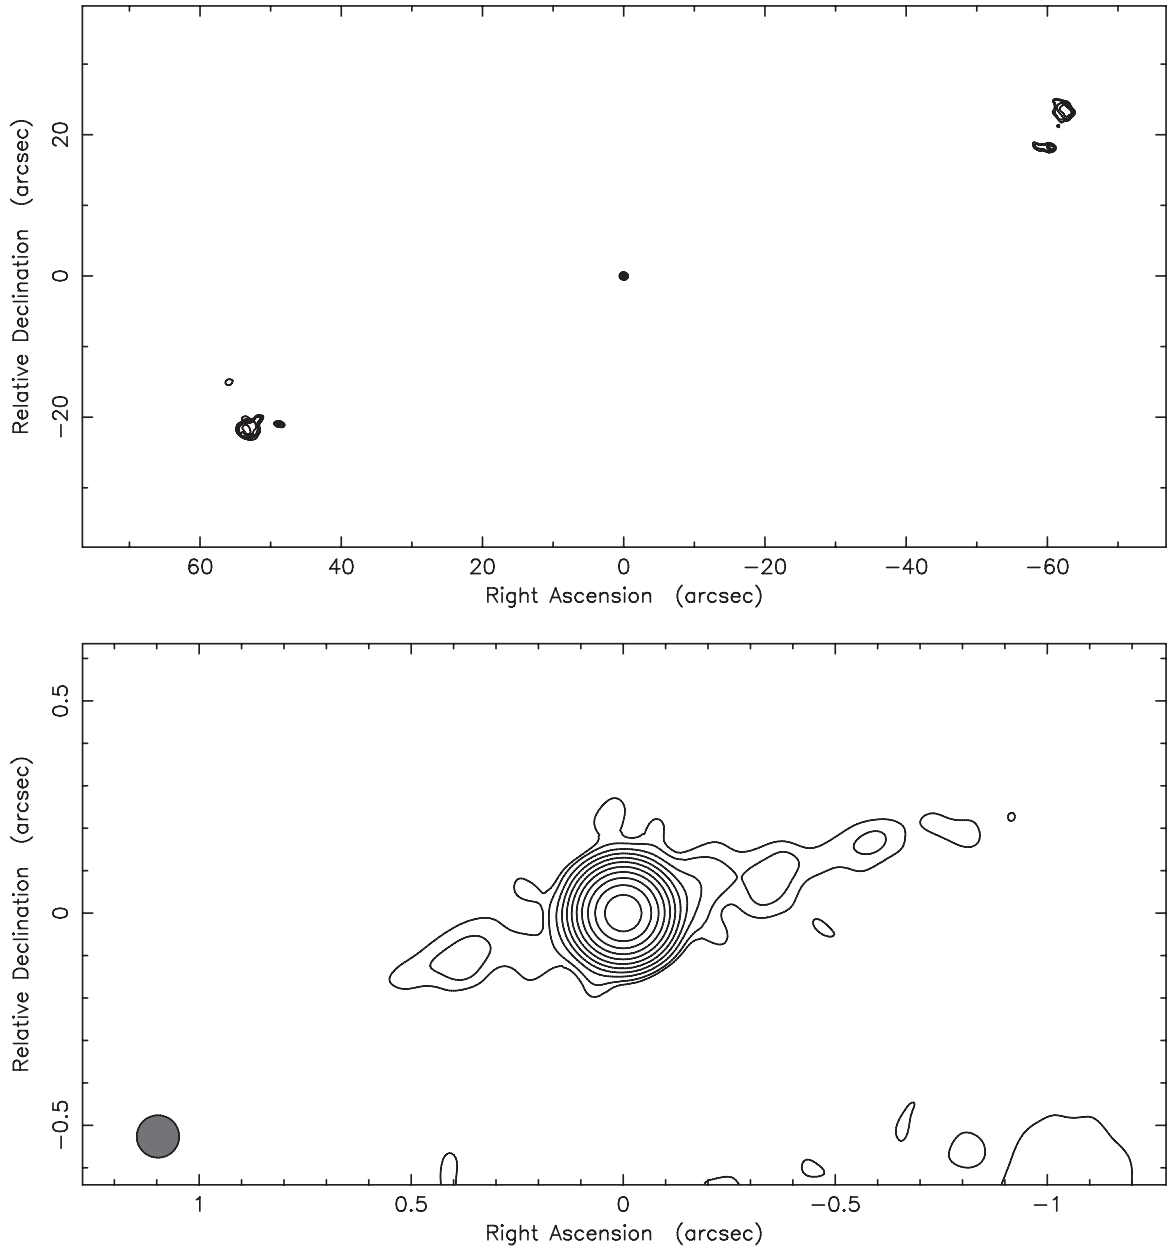 Relative Declination (arcsec)
20
0
−20
60 40 20 0 −20 −40 −60
Right Ascension (arcsec)
Relative Declination (arcsec)
0.5
0
−0.5
1 0.5 0 −0.5 −1
Right Ascension (arcsec)